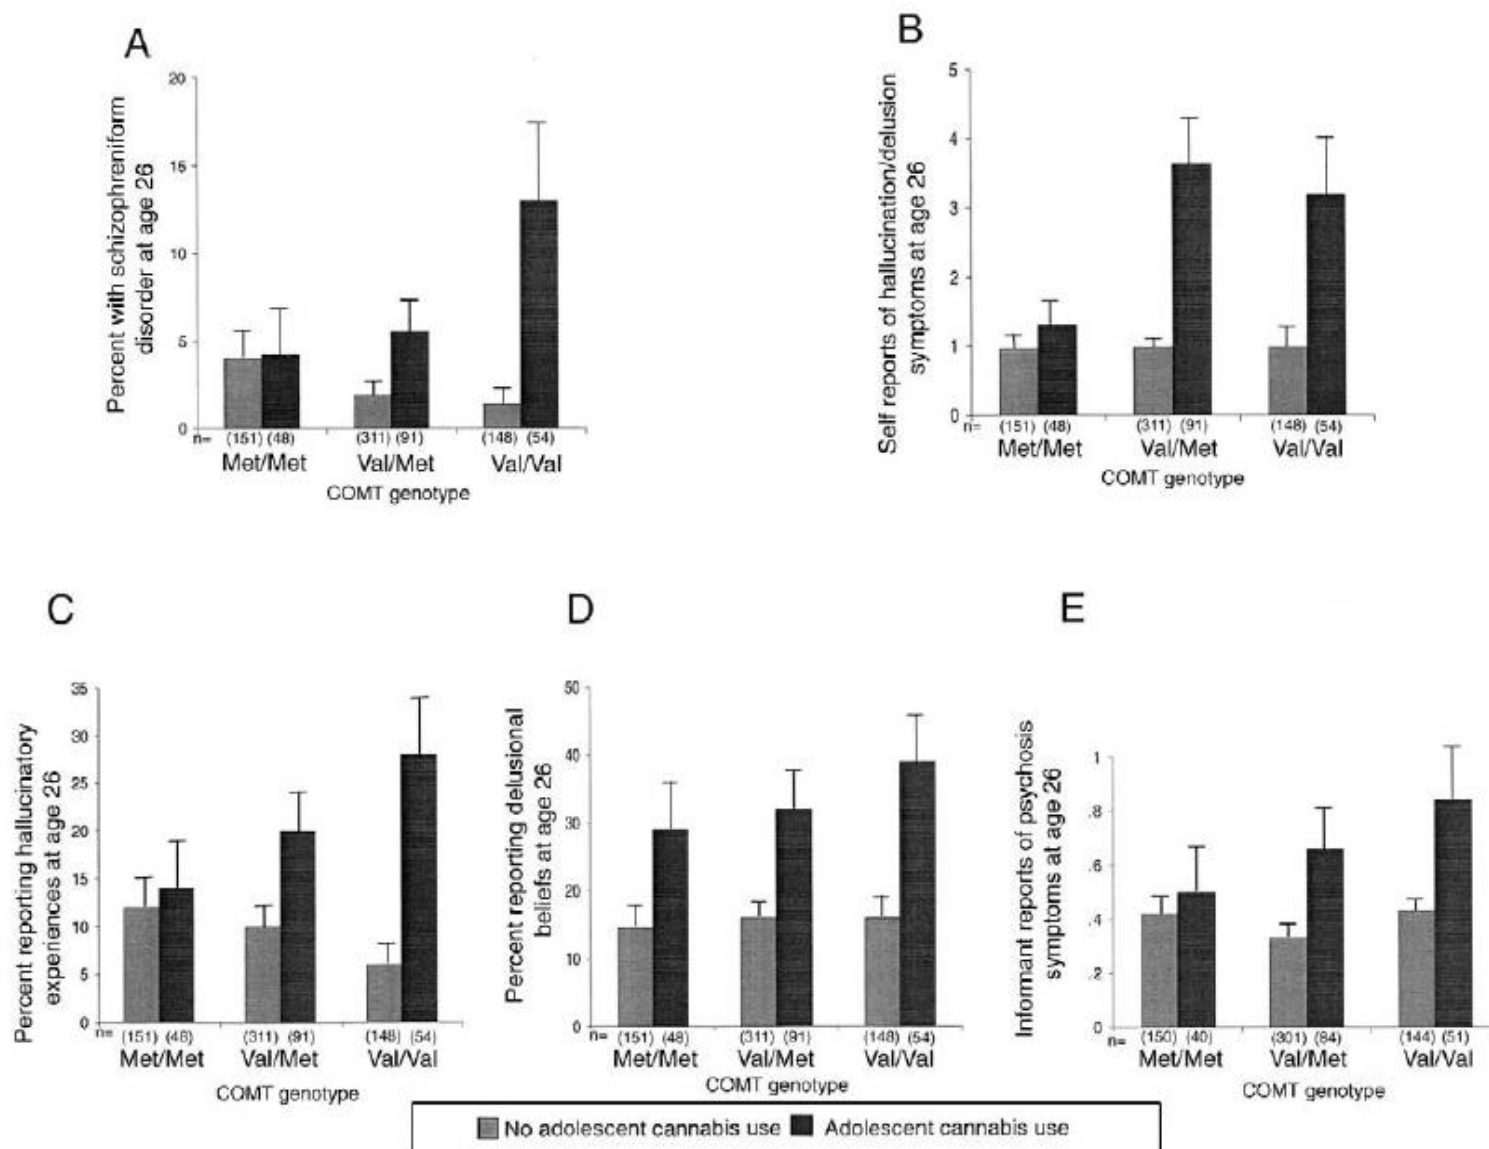 A
Percent with schizophreniform
disorder at age 26
20
15
10
5
0
n= (151) (48) (311) (91) (148) (54)
Met/Met Val/Met Val/Val
COMT genotype
B
Self reports of hallucination/delusion
symptoms at age 26
5
4
3
2
1
0
n= (151) (48) (311) (91) (148) (54)
Met/Met Val/Met Val/Val
COMT genotype
C
Percent reporting hallucinatory
experiences at age 26
35
30
25
20
15
10
5
0
n= (151) (48) (311) (91) (148) (54)
Met/Met Val/Met Val/Val
COMT genotype
D
Percent reporting delusional
beliefs at age 26
50
40
30
20
10
0
n= (151) (48) (311) (91) (148) (54)
Met/Met Val/Met Val/Val
COMT genotype
E
Informant reports of psychosis
symptoms at age 26
1
.8
.6
.4
.2
0
n= (150) (40) (301) (84) (144) (51)
Met/Met Val/Met Val/Val
COMT genotype
No adolescent cannabis use Adolescent cannabis use